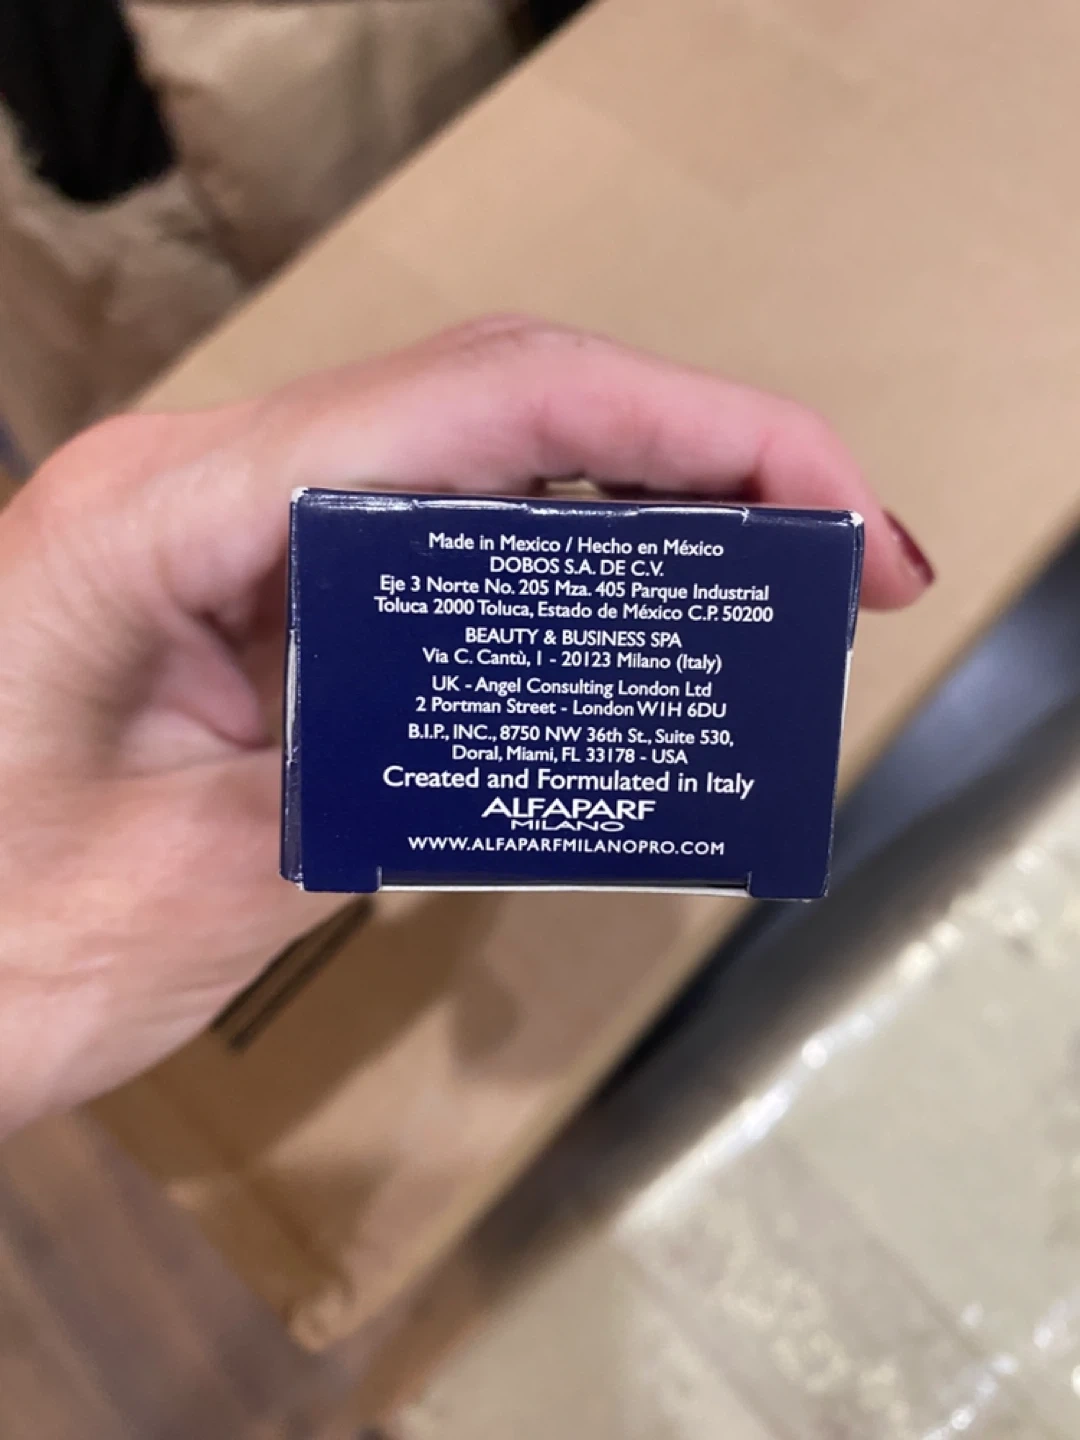 Made in Mexico / Hecho en México
DOBOS S.A. DE C.V.
Eje 3 Norte No. 205 Mza. 405 Parque Industrial
Toluca 2000 Toluca, Estado de México C.P. 50200
BEAUTY & BUSINESS SPA
Via C. Cantù, 1 - 20123 Milano (Italy)
UK - Angel Consulting London Ltd
2 Portman Street - London W1H 6DU
B.I.P., INC., 8750 NW 36th St., Suite 530,
Doral, Miami, FL 33178 - USA
Created and Formulated in Italy
ALFAPARF
MILANO
WWW.ALFAPARFMILANOPRO.COM